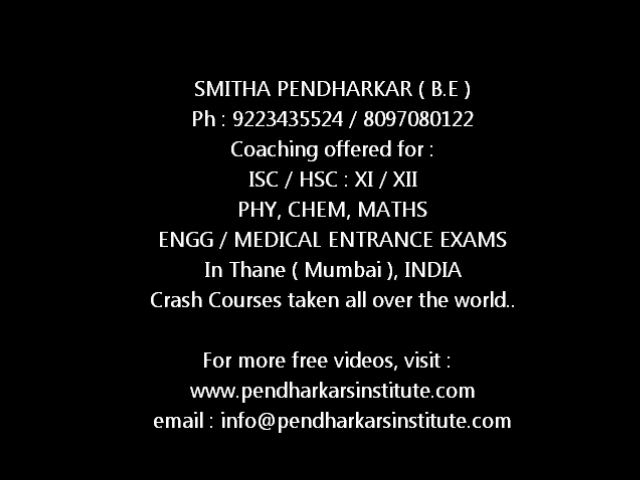 SMITHA PENDHARKAR ( B.E )
Ph : 9223435524 / 8097080122
Coaching offered for :
ISC / HSC : XI / XII
PHY, CHEM, MATHS
ENGG / MEDICAL ENTRANCE EXAMS
In Thane ( Mumbai ), INDIA
Crash Courses taken all over the world..
For more free videos, visit :
www.pendharkarsinstitute.com
email : info@pendharkarsinstitute.com